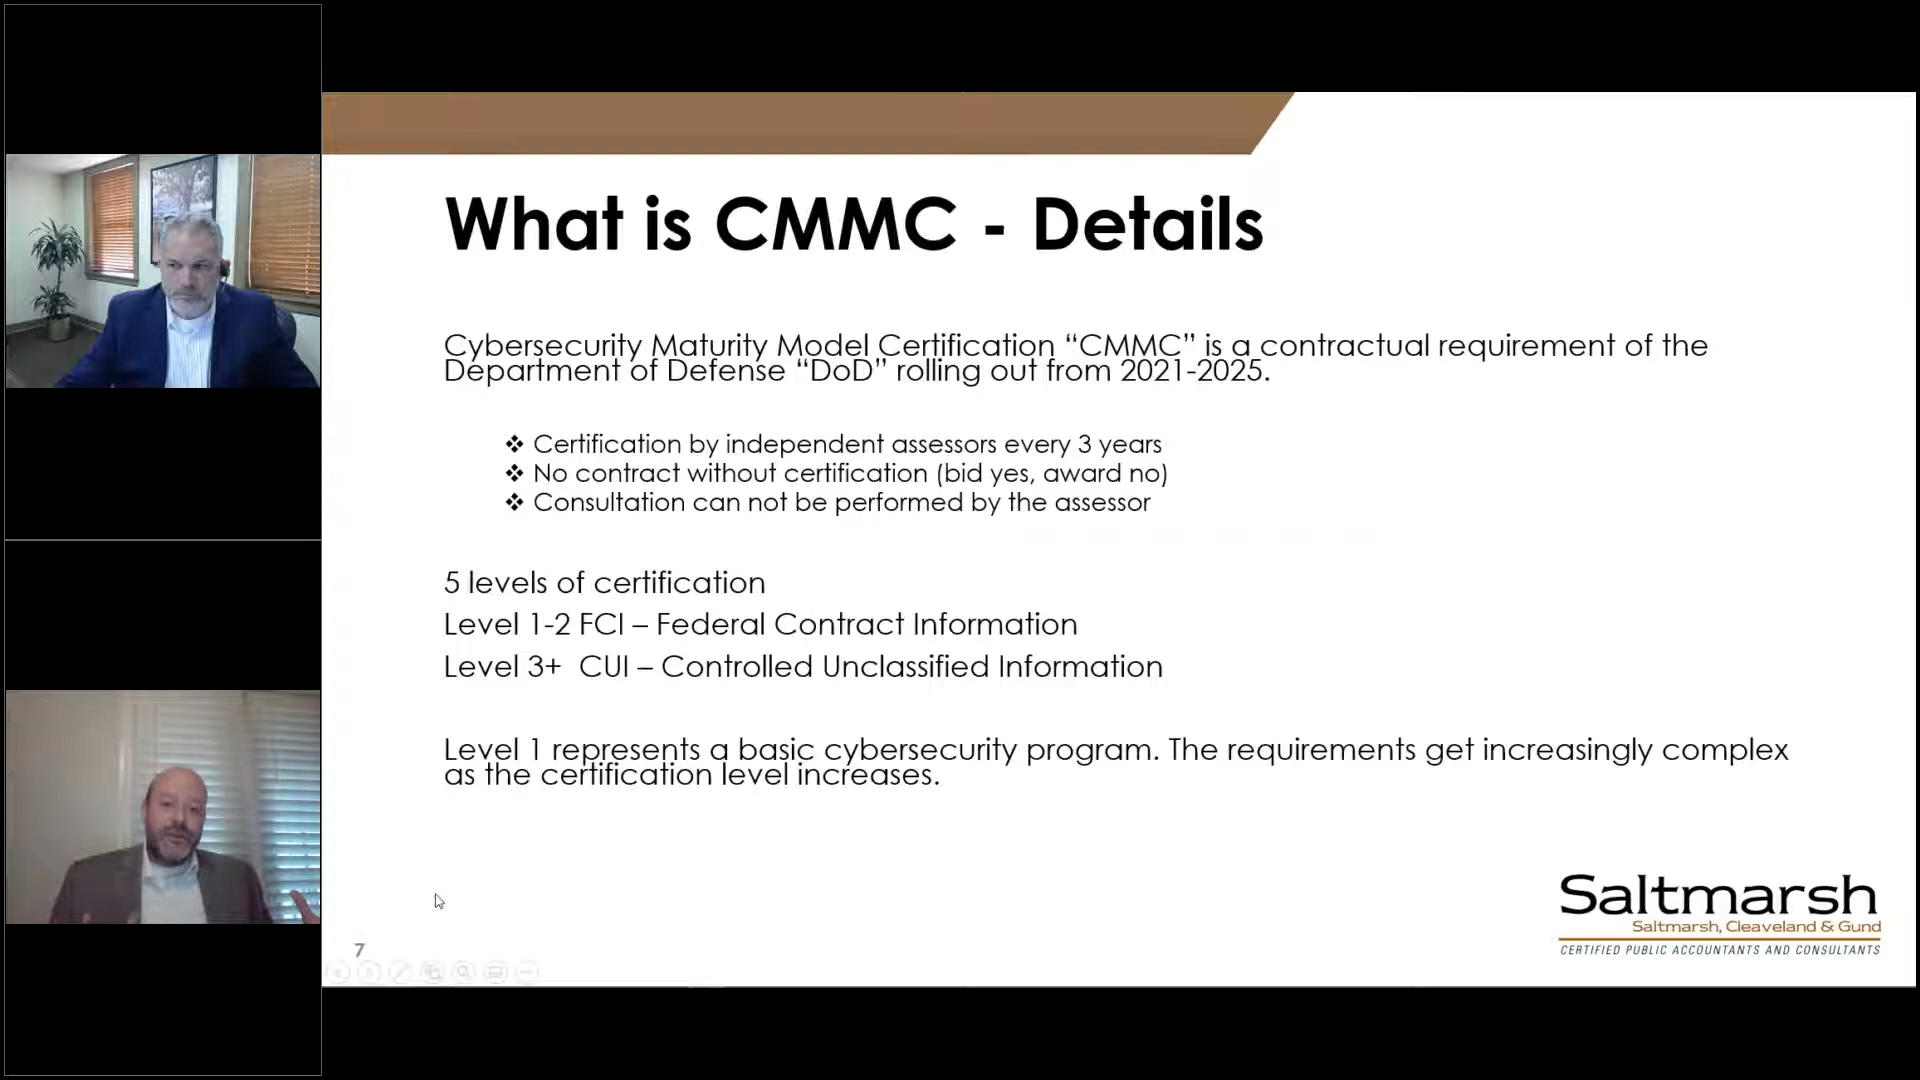 What is CMMC - Details
Cybersecurity Maturity Model Certification “CMMC” is a contractual requirement of the
Department of Defense “DoD” rolling out from 2021-2025.
❖ Certification by independent assessors every 3 years
❖ No contract without certification (bid yes, award no)
❖ Consultation can not be performed by the assessor
5 levels of certification
Level 1-2 FCI – Federal Contract Information
Level 3+  CUI – Controlled Unclassified Information
Level 1 represents a basic cybersecurity program. The requirements get increasingly complex
as the certification level increases.
Saltmarsh
Saltmarsh, Cleaveland & Gund
CERTIFIED PUBLIC ACCOUNTANTS AND CONSULTANTS
7